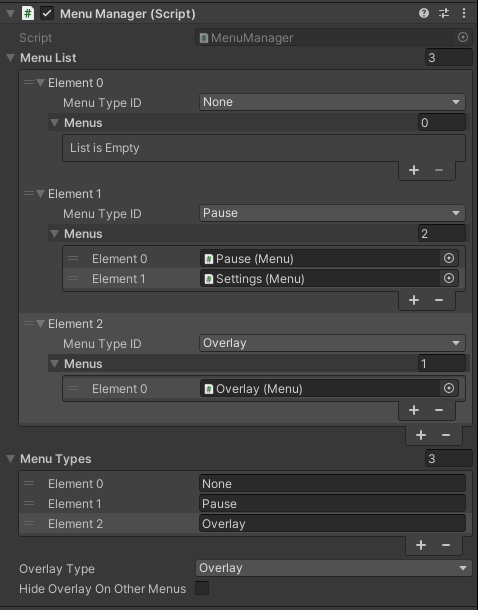 # Menu Manager (Script)
Script # MenuManager
Menu List 3
Element 0
Menu Type ID None
Menus 0
List is Empty
+ −
Element 1
Menu Type ID Pause
Menus 2
Element 0 # Pause (Menu)
Element 1 # Settings (Menu)
+ −
Element 2
Menu Type ID Overlay
Menus 1
Element 0 # Overlay (Menu)
+ −
+ −
Menu Types 3
Element 0 None
Element 1 Pause
Element 2 Overlay
+ −
Overlay Type Overlay
Hide Overlay On Other Menus